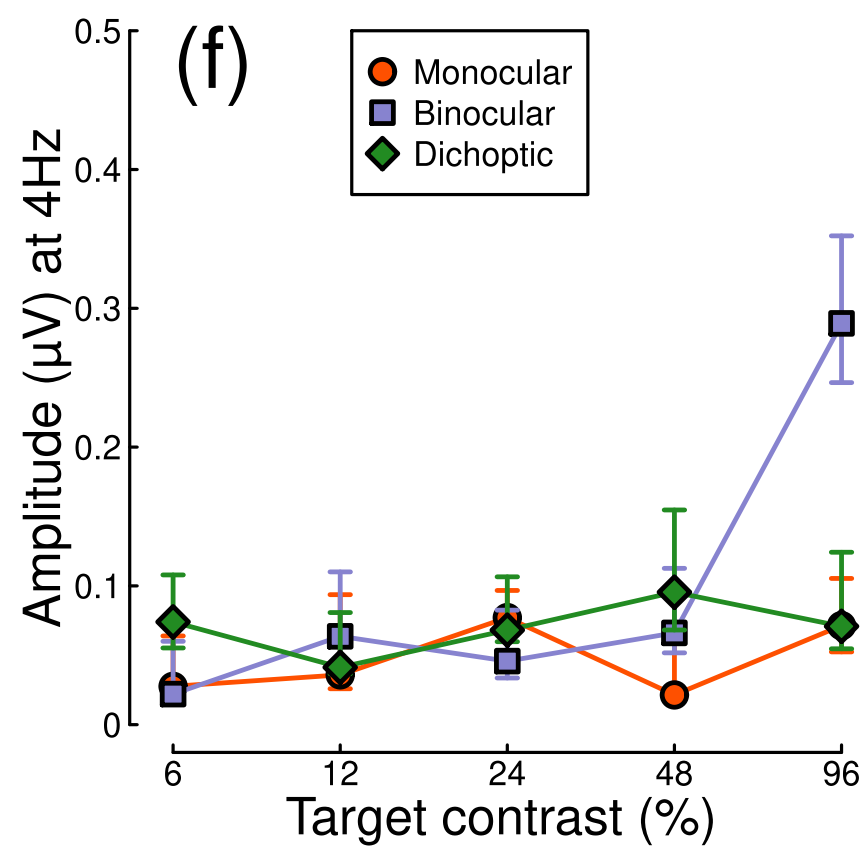 (f)
Monocular
Binocular
Dichoptic
Amplitude (µV) at 4Hz
0.5
0.4
0.3
0.2
0.1
0
6 12 24 48 96
Target contrast (%)